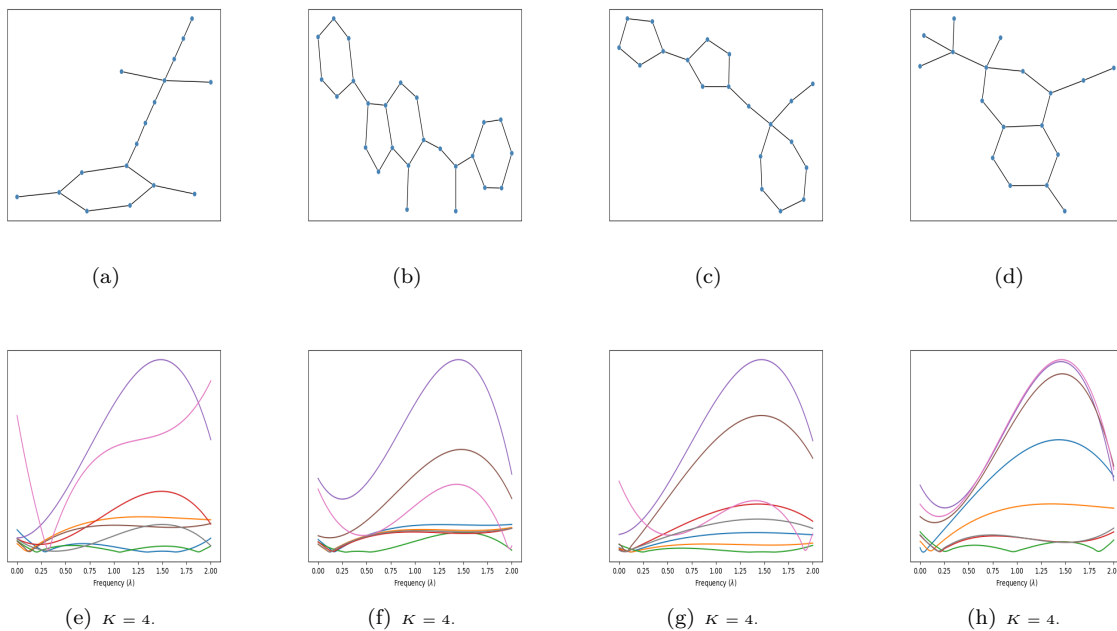 (a) (b) (c) (d)
0.00 0.25 0.50 0.75 1.00 1.25 1.50 1.75 2.00 0.00 0.25 0.50 0.75 1.00 1.25 1.50 1.75 2.00 0.00 0.25 0.50 0.75 1.00 1.25 1.50 1.75 2.00 0.00 0.25 0.50 0.75 1.00 1.25 1.50 1.75 2.00
Frequency (λ) Frequency (λ) Frequency (λ) Frequency (λ)
(e) K = 4. (f) K = 4. (g) K = 4. (h) K = 4.